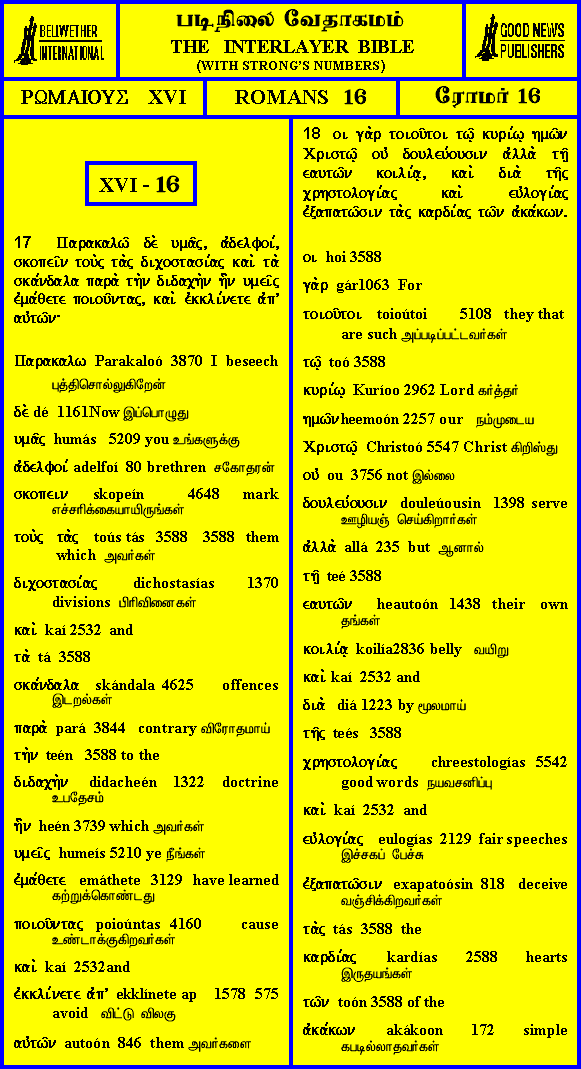 BELIWETHER
INTERNATIONAL
படிநிலை வேதாகமம்
THE INTERLAYER BIBLE
(WITH STRONG'S NUMBERS)
GOOD NEWS
PUBLISHERS
ΡΩΜΑΙΟΥΣ XVI
ROMANS 16
ரோமர் 16
XVI - 16
17 Παρακαλῶ δὲ υμᾶς, ἀδελφοί,
σκοπεῖν τοὺς τὰς διχοστασίας καὶ τὰ
σκάνδαλα παρὰ τὴν διδαχὴν ἣν υμεῖς
ἐμάθετε ποιοῦντας, καὶ ἐκκλίνετε ἀπ'
αὐτῶν·
Παρακαλω Parakaloó 3870 I beseech
புத்திசொல்லுகிறேன்
δὲ dé 1161Now இப்பொழுது
υμᾶς humás 5209 you உங்களுக்கு
ἀδελφοί adelfoí 80 brethren சகோதரன்
σκοπειν skopeín 4648 mark
எச்சரிக்கையாயிருங்கள்
τοὺς τὰς toús tás 3588 3588 them
which அவர்கள்
διχοστασίας dichostasías 1370
divisions பிரிவினைகள்
καὶ kaí 2532 and
τὰ tá 3588
σκάνδαλα skándala 4625 offences
இடறல்கள்
παρὰ pará 3844 contrary விரோதமாய்
τὴν teén 3588 to the
διδαχὴν didacheén 1322 doctrine
உபதேசம்
ἣν heén 3739 which அவர்கள்
υμεῖς humeís 5210 ye நீங்கள்
ἐμάθετε emáthete 3129 have learned
கற்றுக்கொண்டது
ποιοῦντας poioúntas 4160 cause
உண்டாக்குகிறவர்கள்
καὶ kaí 2532and
ἐκκλίνετε ἀπ' ekklínete ap 1578 575
avoid விட்டு விலகு
αὐτῶν autoón 846 them அவர்களை
18 οι γὰρ τοιοῦτοι τῷ κυρίῳ ημῶν
Χριστῷ οὐ δουλεύουσιν ἀλλὰ τῇ
εαυτῶν κοιλίᾳ, καὶ διὰ τῆς
χρηστολογίας καὶ εὐλογίας
ἐξαπατῶσιν τὰς καρδίας τῶν ἀκάκων.
οι hoi 3588
γὰρ gár1063 For
τοιοῦτοι toioútoi 5108 they that
are such அப்படிப்பட்டவர்கள்
τῷ toó 3588
κυρίῳ Kuríoo 2962 Lord கர்த்தர்
ημῶνheemoón 2257 our நம்முடைய
Χριστῷ Christoó 5547 Christ கிறிஸ்து
οὐ ou 3756 not இல்லை
δουλεύουσιν douleúousin 1398 serve
ஊழியஞ் செய்கிறார்கள்
ἀλλὰ allá 235 but ஆனால்
τῇ teé 3588
εαυτῶν heautoón 1438 their own
தங்கள்
κοιλίᾳ koilía2836 belly வயிறு
καὶ kaí 2532 and
διὰ diá 1223 by மூலமாய்
τῆς teés 3588
χρηστολογίας chreestologías 5542
good words நயவசனிப்பு
καὶ kaí 2532 and
εὐλογίας eulogías 2129 fair speeches
இச்சகப் பேச்சு
ἐξαπατῶσιν exapatoósin 818 deceive
வஞ்சிக்கிறவர்கள்
τὰς tás 3588 the
καρδίας kardías 2588 hearts
இருதயங்கள்
τῶν toón 3588 of the
ἀκάκων akákoon 172 simple
கபடில்லாதவர்கள்